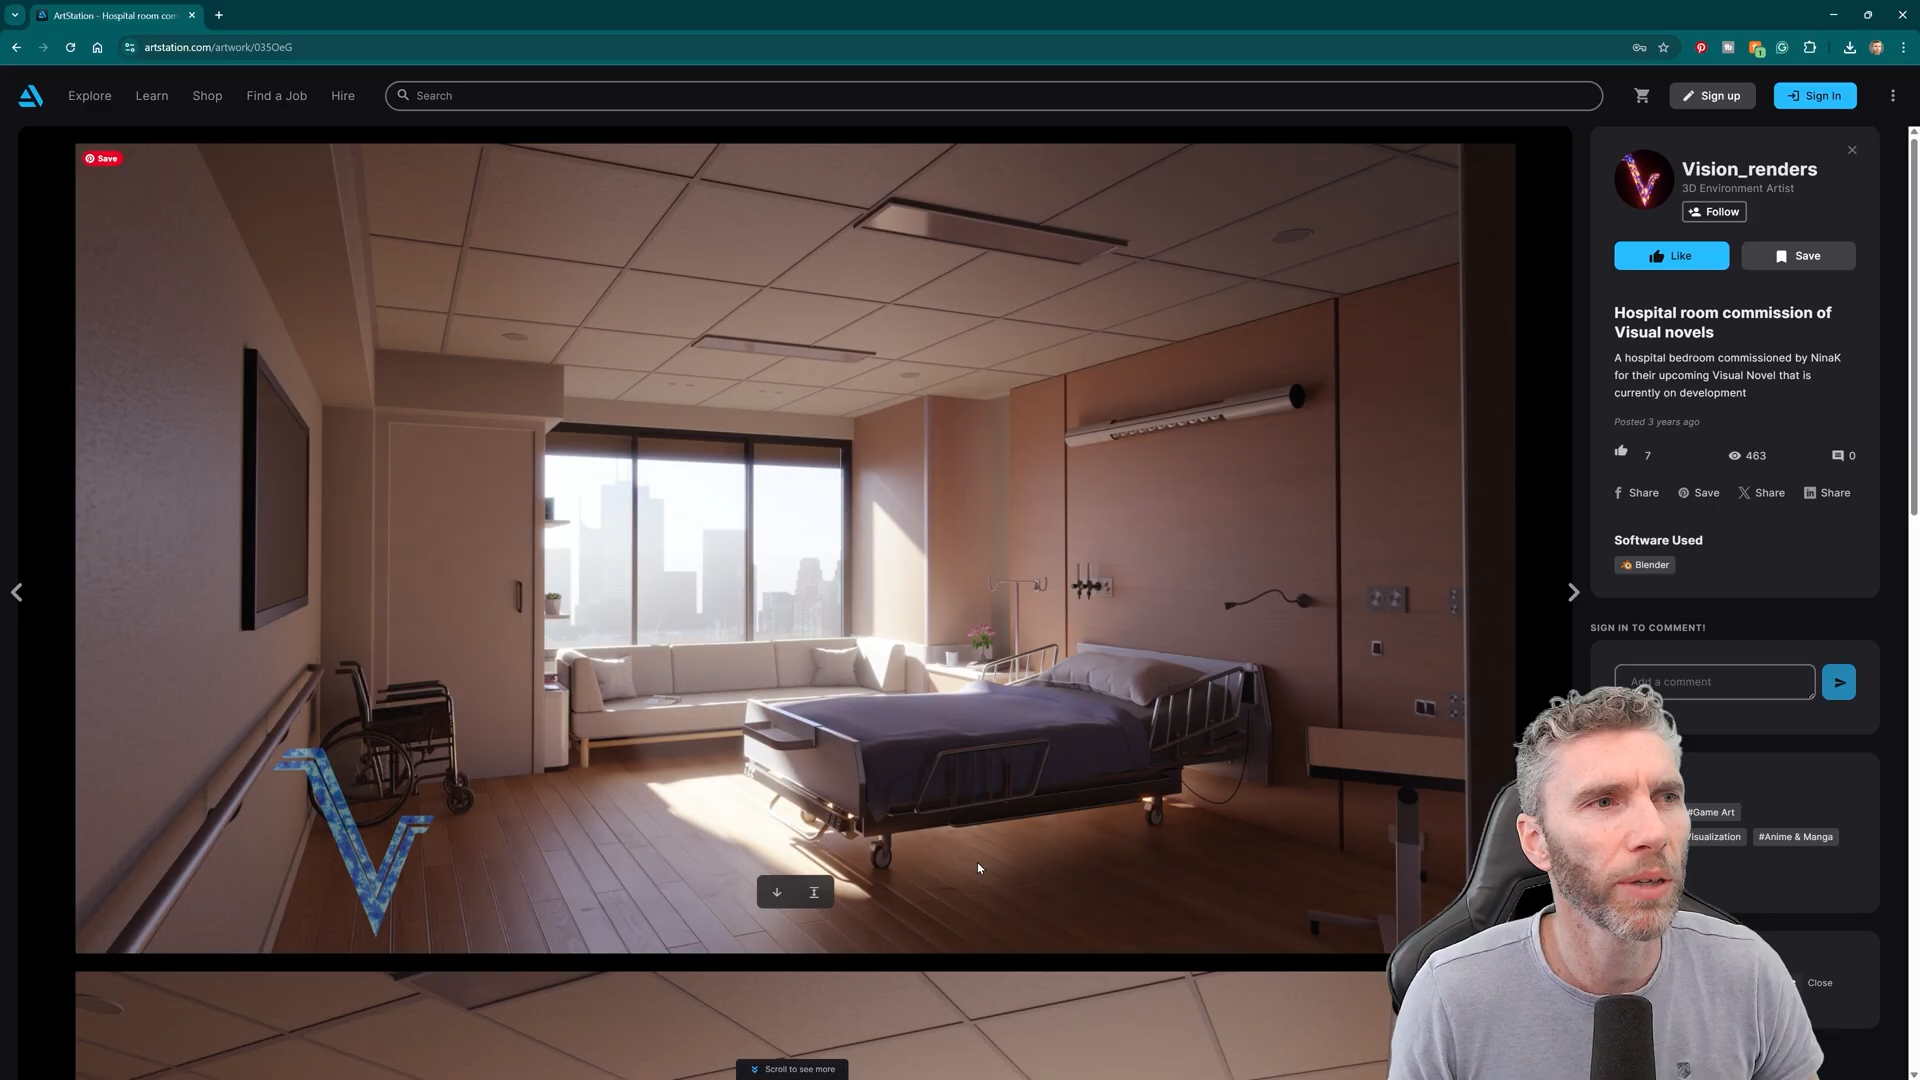 ArtStation - Hospital room com
artstation.com/artwork/035OeG
1
Explore
Learn
Shop
Find a Job
Hire
Search
Sign up
Sign In
Save
Vision_renders
3D Environment Artist
Follow
Like
Save
Hospital room commission of
Visual novels
A hospital bedroom commissioned by NinaK
for their upcoming Visual Novel that is
currently on development
Posted 3 years ago
7
463
0
Share
Save
Share
Share
Software Used
Blender
SIGN IN TO COMMENT!
Add a comment
#Game Art
#Anime & Manga
Close
Scroll to see more